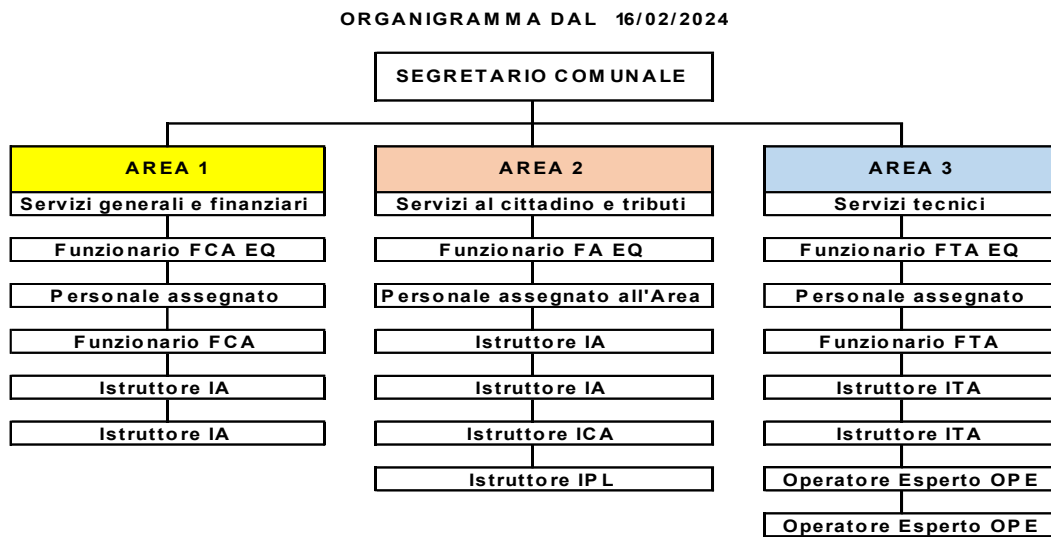 ORGANIGRAMMA DAL 16/02/2024
SEGRETARIO COMUNALE
AREA 1
Servizi generali e finanziari
Funzionario FCA EQ
Personale assegnato
Funzionario FCA
Istruttore IA
Istruttore IA
AREA 2
Servizi al cittadino e tributi
Funzionario FA EQ
Personale assegnato all'Area
Istruttore IA
Istruttore IA
Istruttore ICA
Istruttore IPL
AREA 3
Servizi tecnici
Funzionario FTA EQ
Personale assegnato
Funzionario FTA
Istruttore ITA
Istruttore ITA
Operatore Esperto OPE
Operatore Esperto OPE